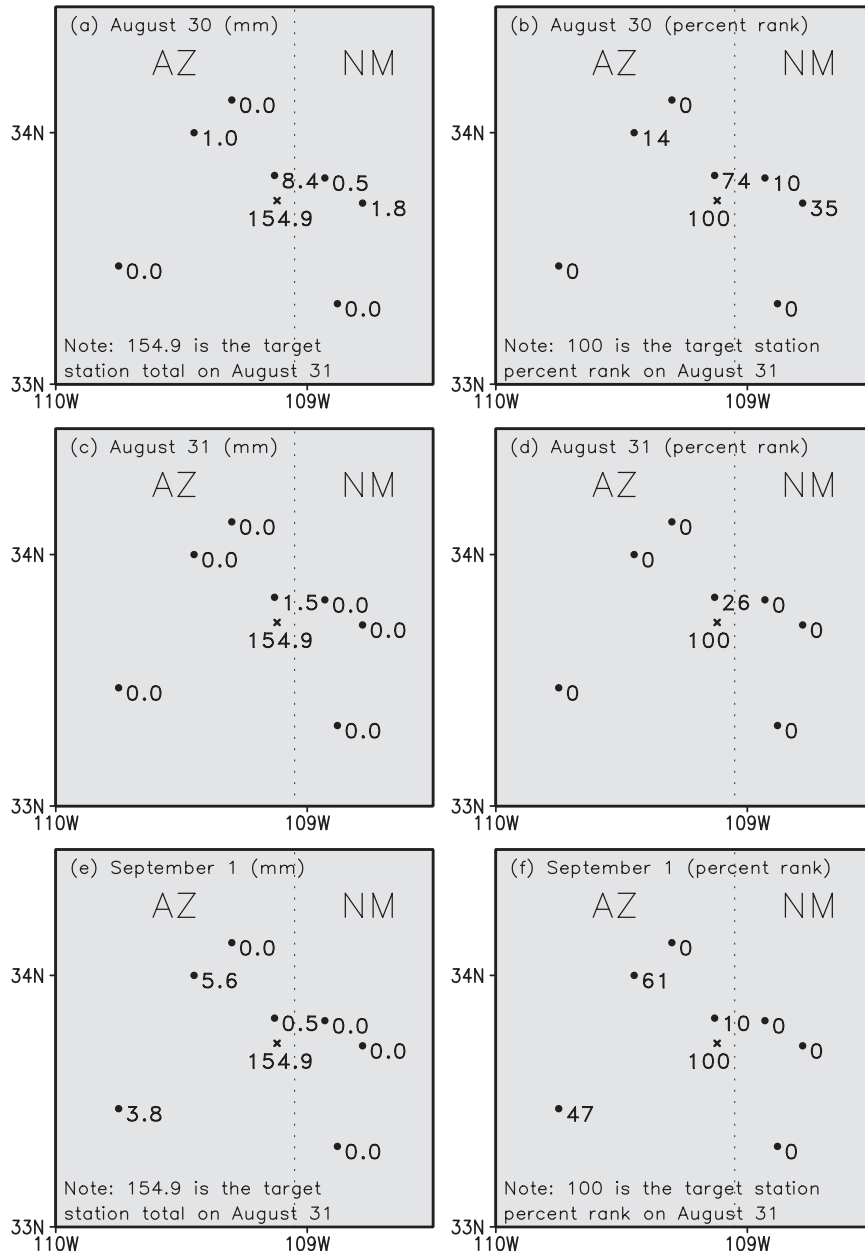 (a) August 30 (mm)
AZ NM
0.0
34N
1.0
8.4 0.5
154.9 1.8
0.0
0.0
Note: 154.9 is the target
station total on August 31
33N
110W 109W
(b) August 30 (percent rank)
AZ NM
0
34N
14
74 10
100 35
0
0
Note: 100 is the target station
percent rank on August 31
33N
110W 109W
(c) August 31 (mm)
AZ NM
0.0
34N
0.0
1.5 0.0
154.9 0.0
0.0
0.0
33N
110W 109W
(d) August 31 (percent rank)
AZ NM
0
34N
0
26 0
100 0
0
0
33N
110W 109W
(e) September 1 (mm)
AZ NM
0.0
34N
5.6
0.5 0.0
154.9 0.0
3.8
0.0
Note: 154.9 is the target
station total on August 31
33N
110W 109W
(f) September 1 (percent rank)
AZ NM
0
34N
61
10 0
100 0
47
0
Note: 100 is the target station
percent rank on August 31
33N
110W 109W